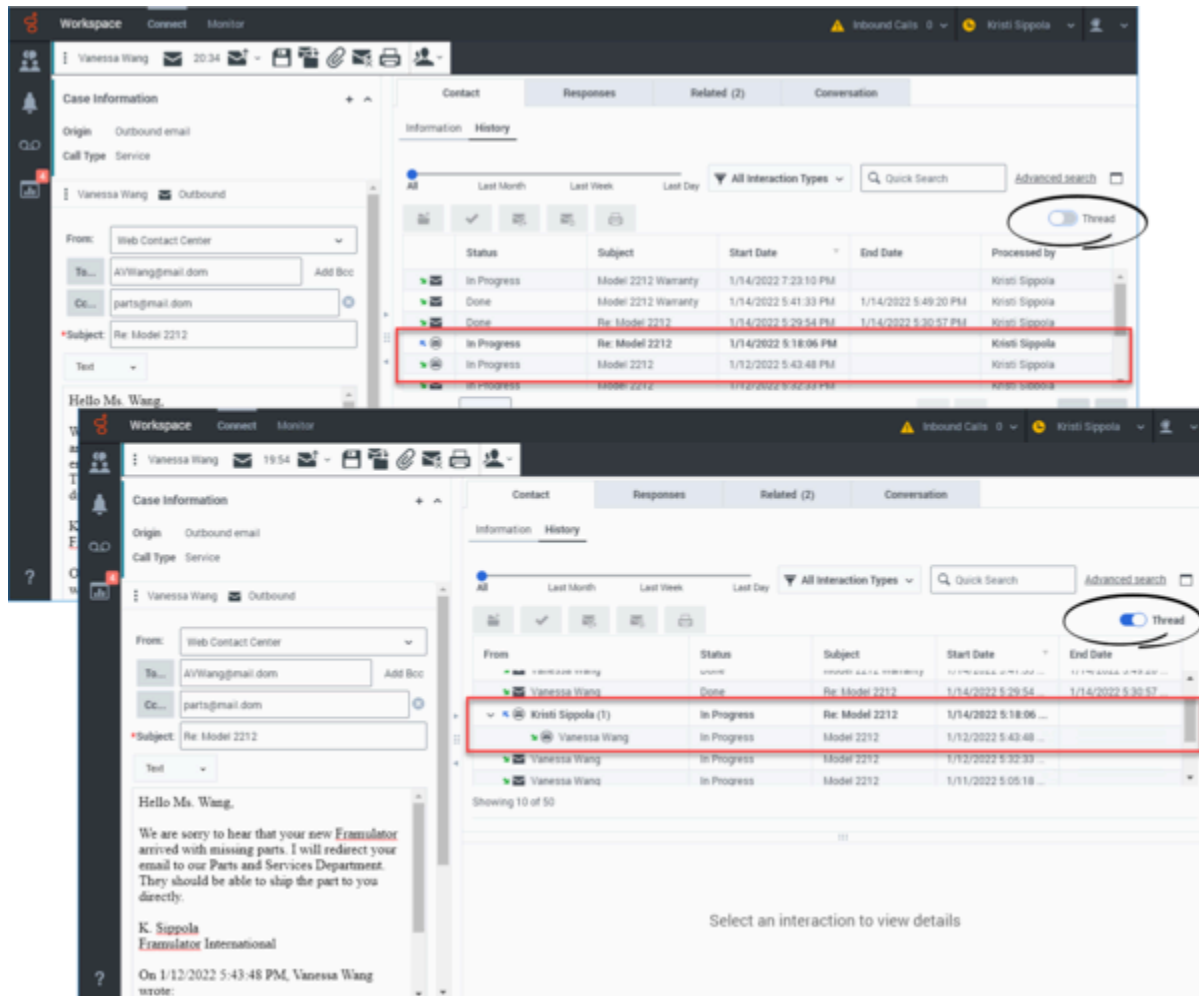 Workspace Connect Monitor Inbound Calls 0 Kristi Sippola
Vanessa Wang 20:34
Case Information
Origin Outbound email
Call Type Service
Vanessa Wang Outbound
From: Web Contact Center
To... AVWang@mail.dom Add Bcc
Cc... parts@mail.dom
*Subject: Re: Model 2212
Text
Hello Ms. Wang,
Contact Responses Related (2) Conversation
Information History
All Last Month Last Week Last Day All Interaction Types Quick Search Advanced search
Thread
Status Subject Start Date End Date Processed by
In Progress Model 2212 Warranty 1/14/2022 7:23:10 PM Kristi Sippola
Done Model 2212 Warranty 1/14/2022 5:41:33 PM 1/14/2022 5:49:20 PM Kristi Sippola
Done Re: Model 2212 1/14/2022 5:29:54 PM 1/14/2022 5:30:57 PM Kristi Sippola
In Progress Re: Model 2212 1/14/2022 5:18:06 PM Kristi Sippola
In Progress Model 2212 1/12/2022 5:43:48 PM Kristi Sippola
In Progress Model 2212 1/12/2022 5:32:33 PM Kristi Sippola
?
Workspace Connect Monitor Inbound Calls 0 Kristi Sippola
Vanessa Wang 19:54
Case Information
Origin Outbound email
Call Type Service
Vanessa Wang Outbound
From: Web Contact Center
To... AVWang@mail.dom Add Bcc
Cc... parts@mail.dom
*Subject: Re: Model 2212
Text
Hello Ms. Wang,
We are sorry to hear that your new Framulator
arrived with missing parts. I will redirect your
email to our Parts and Services Department.
They should be able to ship the part to you
directly.
K. Sippola
Framulator International
On 1/12/2022 5:43:48 PM, Vanessa Wang
wrote:
Contact Responses Related (2) Conversation
Information History
All Last Month Last Week Last Day All Interaction Types Quick Search Advanced search
Thread
From Status Subject Start Date End Date
Vanessa Wang Done Re: Model 2212 1/14/2022 5:29:54 ... 1/14/2022 5:30:57 ...
Kristi Sippola (1) In Progress Re: Model 2212 1/14/2022 5:18:06 ...
Vanessa Wang In Progress Model 2212 1/12/2022 5:43:48 ...
Vanessa Wang In Progress Model 2212 1/12/2022 5:32:33 ...
Vanessa Wang In Progress Model 2212 1/11/2022 5:05:18 ...
Showing 10 of 50
Select an interaction to view details
?